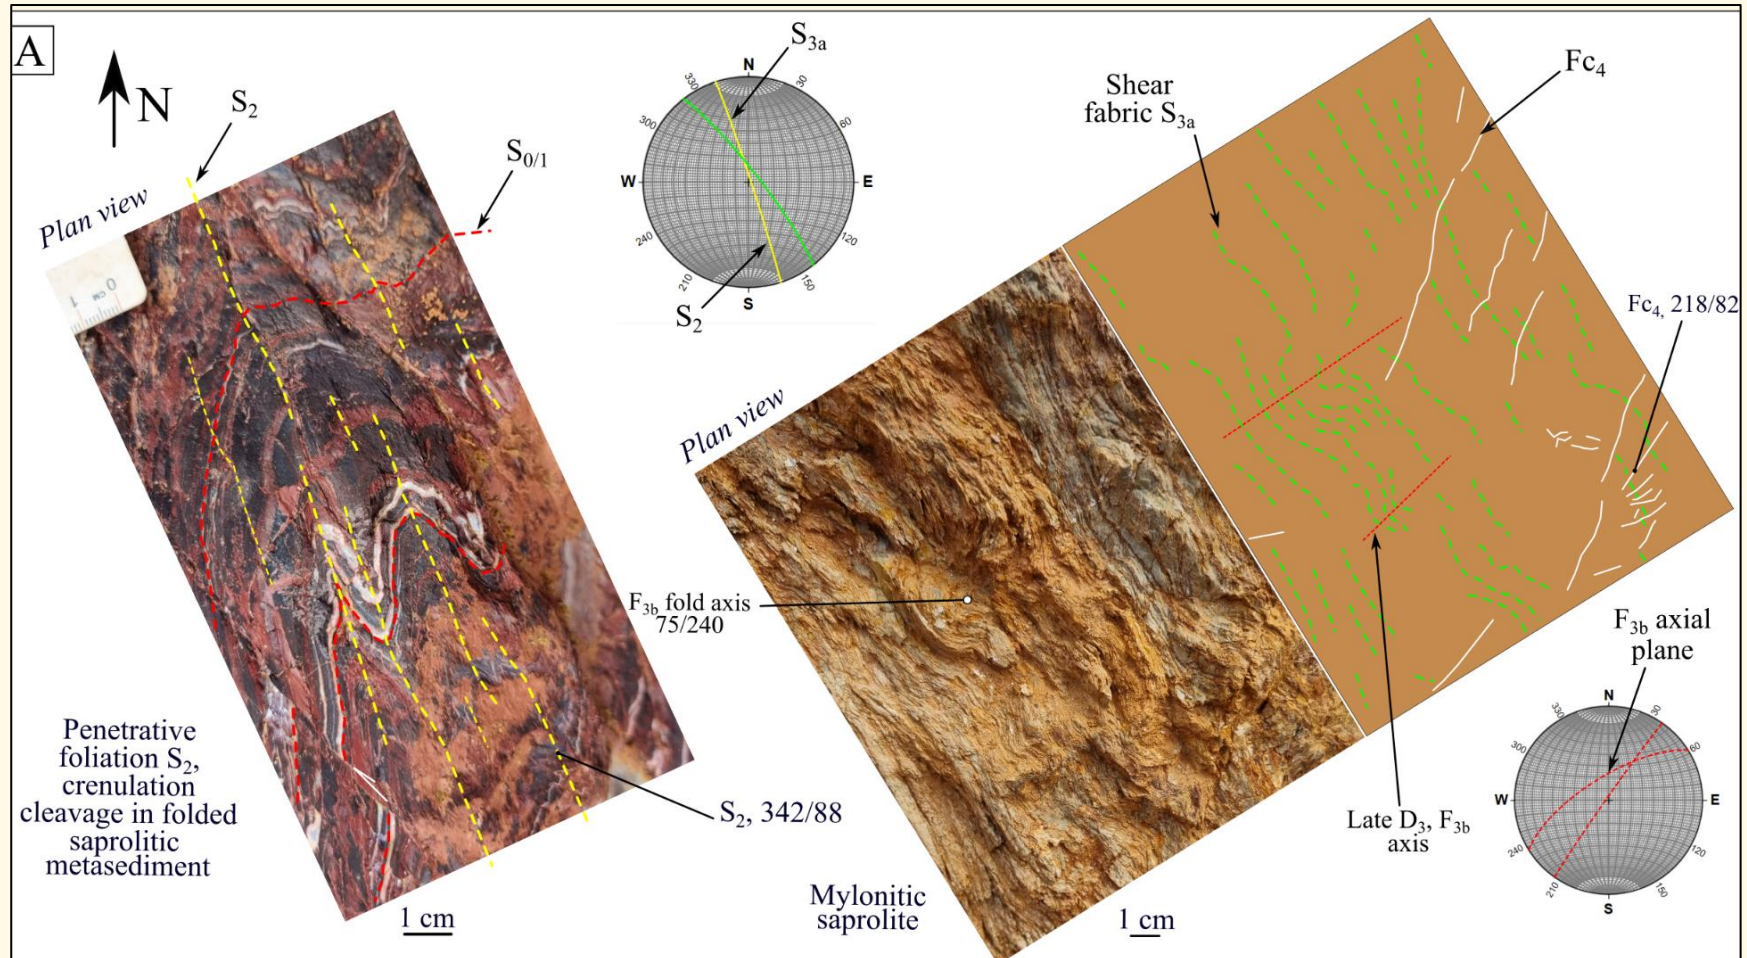 A
N
S2
S0/1
Plan view
0
1 CM
Penetrative
foliation S2,
crenulation
cleavage in folded
saprolitic
metasediment
1 cm
S2, 342/88
S3a
N
30
60
E
120
150
S
210
240
W
300
330
S2
Shear
fabric S3a
Fc4
Fc4, 218/82
Plan view
F3b fold axis
75/240
Mylonitic
saprolite
1 cm
Late D3, F3b
axis
F3b axial
plane
N
30
60
E
120
150
S
210
240
W
300
330